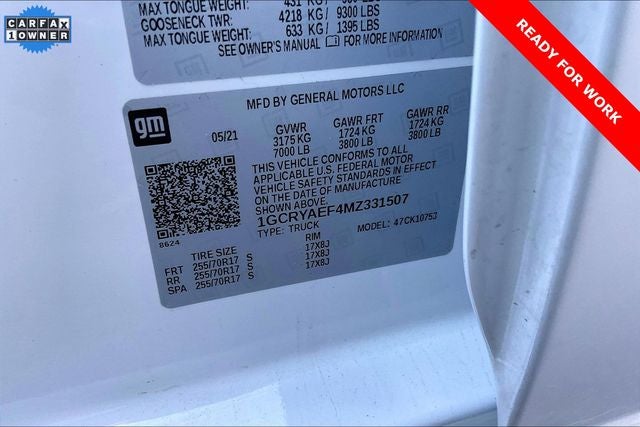 CARFAX
1 OWNER
MAX TONGUE WEIGHT: 431 KG / 950 LBS
GOOSENECK TWR: 4218 KG / 9300 LBS
MAX TONGUE WEIGHT: 633 KG / 1395 LBS
SEE OWNER'S MANUAL FOR MORE INFORMATION
READY FOR WORK
MFD BY GENERAL MOTORS LLC
gm
05/21 GVWR GAWR FRT GAWR RR
3175 KG 1724 KG 1724 KG
7000 LB 3800 LB 3800 LB
THIS VEHICLE CONFORMS TO ALL
APPLICABLE U.S. FEDERAL MOTOR
VEHICLE SAFETY STANDARDS IN EFFECT
ON THE DATE OF MANUFACTURE
SHOWN ABOVE.
1GCRYAEF4MZ331507
TYPE: TRUCK MODEL: 47CK10753
8624
TIRE SIZE RIM
FRT 255/70R17 S 17X8J
RR 255/70R17 S 17X8J
SPA 255/70R17 S 17X8J